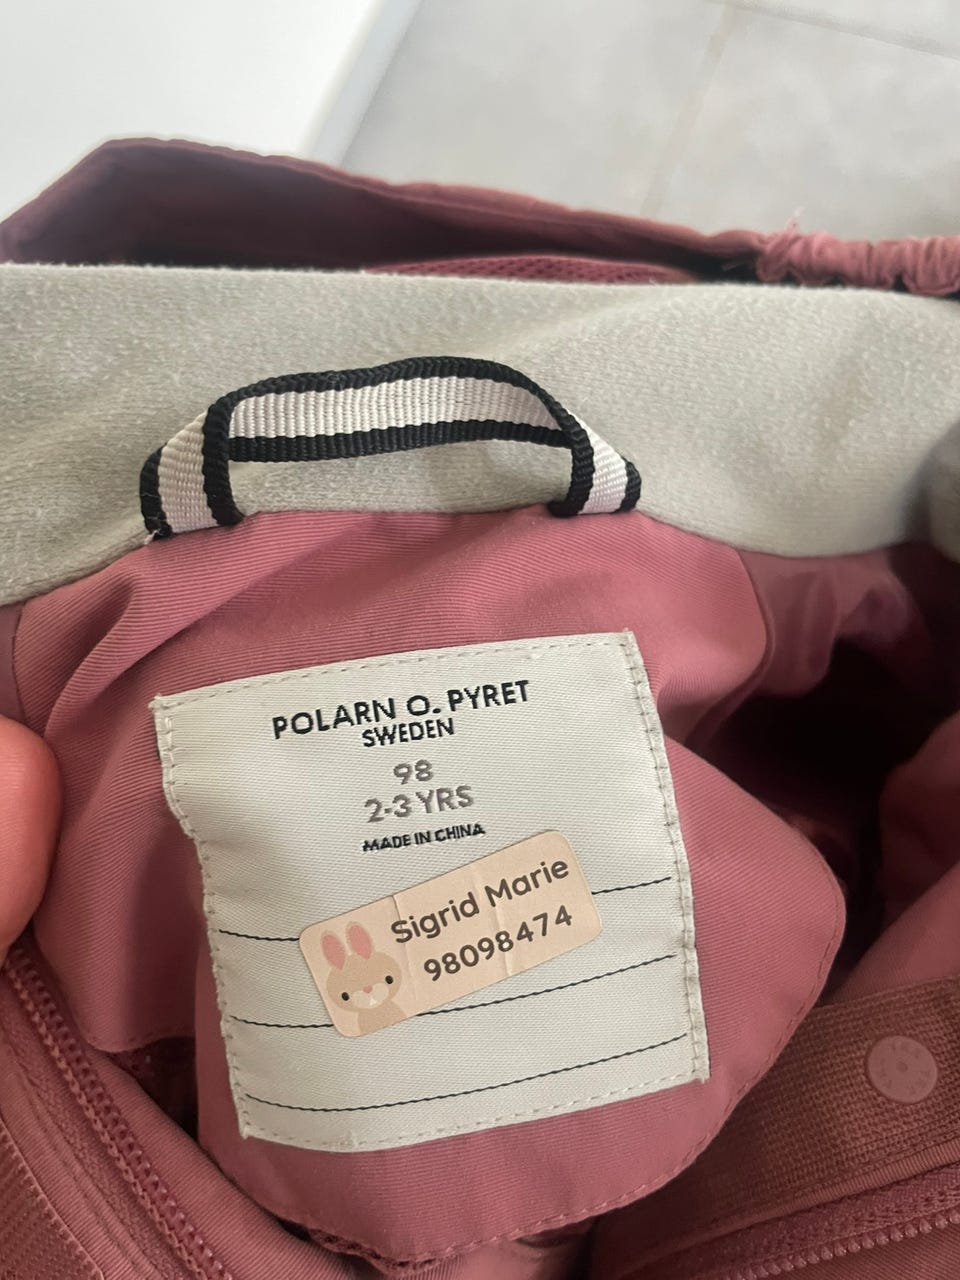 POLARN O. PYRET
SWEDEN
98
2-3 YRS
MADE IN CHINA
Sigrid Marie
98098474